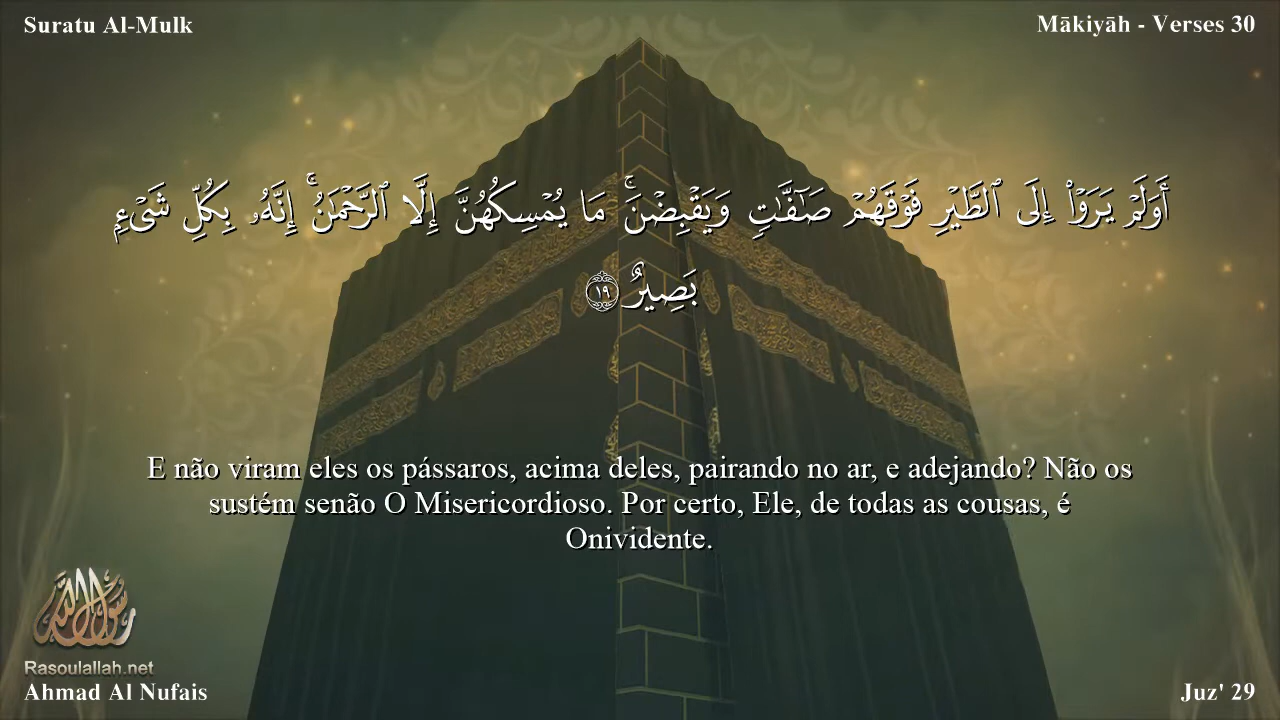 Suratu Al-Mulk
Mākiyāh - Verses 30
أَوَلَمْ يَرَوْا۟ إِلَى ٱلطَّيْرِ فَوْقَهُمْ صَـٰٓفَّـٰتٍ وَيَقْبِضْنَ ۚ مَا يُمْسِكُهُنَّ إِلَّا ٱلرَّحْمَـٰنُ ۚ إِنَّهُۥ بِكُلِّ شَىْءٍۭ
بَصِيرٌ ١٩
E não viram eles os pássaros, acima deles, pairando no ar, e adejando? Não os
sustém senão O Misericordioso. Por certo, Ele, de todas as cousas, é
Onividente.
رسول الله
Rasoulallah.net
Ahmad Al Nufais
Juz' 29